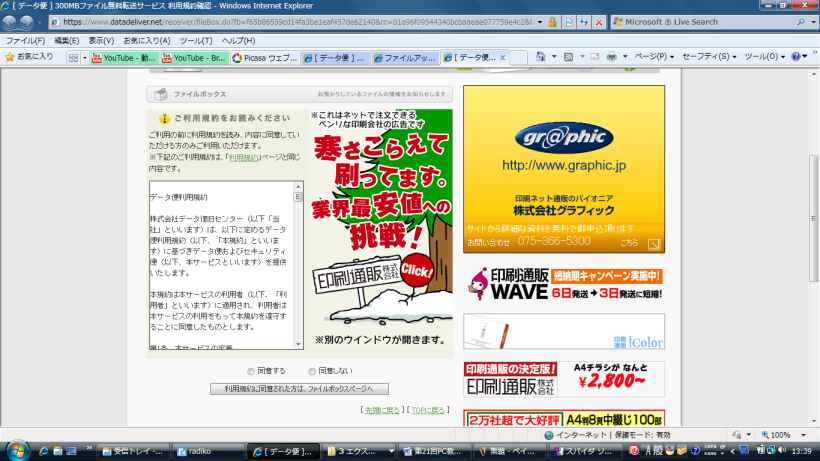 [ データ便 ] 300MBファイル無料転送サービス 利用規約確認 - Windows Internet Explorer
Microsoft ® Live Search
ファイル(F) 編集(E) 表示(V) お気に入り(A) ツール(T) ヘルプ(H)
お気に入り
YouTube - 動...
YouTube - Br...
Picasa ウェブ...
[ データ便 ]...
ファイルアッ...
[ データ便...
ページ(P)
セーフティ(S)
ツール(O)
ファイルボックス
お預かりしているファイルの情報をお知らせします
ご利用規約をお読みください
ご利用の前に利用規約を読み、内容に同意して
いただける方のみご利用いただけます。
※下記のご利用規約は、「利用規約」ページと同じ
内容です。
データ便利用規約
株式会社データ復旧センター（以下「当
社」といいます）は、以下に定めるデータ
便利用規約（以下、「本規約」といいま
す）に基づきデータ便およびセキュリティ
便（以下、本サービスといいます）を提供
いたします。
本規約は本サービスの利用者（以下、「利
用者」といいます）に適用され、利用者は
本サービスの利用をもって本規約を遵守す
ることに同意したものとします。
第1条 本サービスの定義
※これはネットで注文できる
ベンリな印刷会社の広告です
寒さこらえて
刷ってます。
業界最安値への
挑戦！
印刷通販株式会社
Click!
※別のウインドウが開きます。
同意する
同意しない
利用規約に同意された方は、ファイルボックスページへ
[ 先頭に戻る ] [ TOPに戻る ]
gr@phic
http://www.graphic.jp
印刷ネット通販のパイオニア
株式会社グラフィック
サイトから詳細な資料を無料で御申込頂けます
お問い合わせ 075-366-5300 こちら
印刷通販
WAVE
短納期キャンペーン実施中!
6日発送→3日発送に短縮!
印刷通販 iColor
印刷通販の決定版!
印刷通販株式会社
A4チラシが なんと
¥2,800~
2万社超で大好評
A4判8頁中綴じ100部
インターネット | 保護モード: 有効
100%
受信トレイ -...
radiko
[ データ便 ]...
3 エクス...
第21回PC教...
無題 - ペイ...
スパイダ ソ...
A 般
CAPS
KANA
13:39